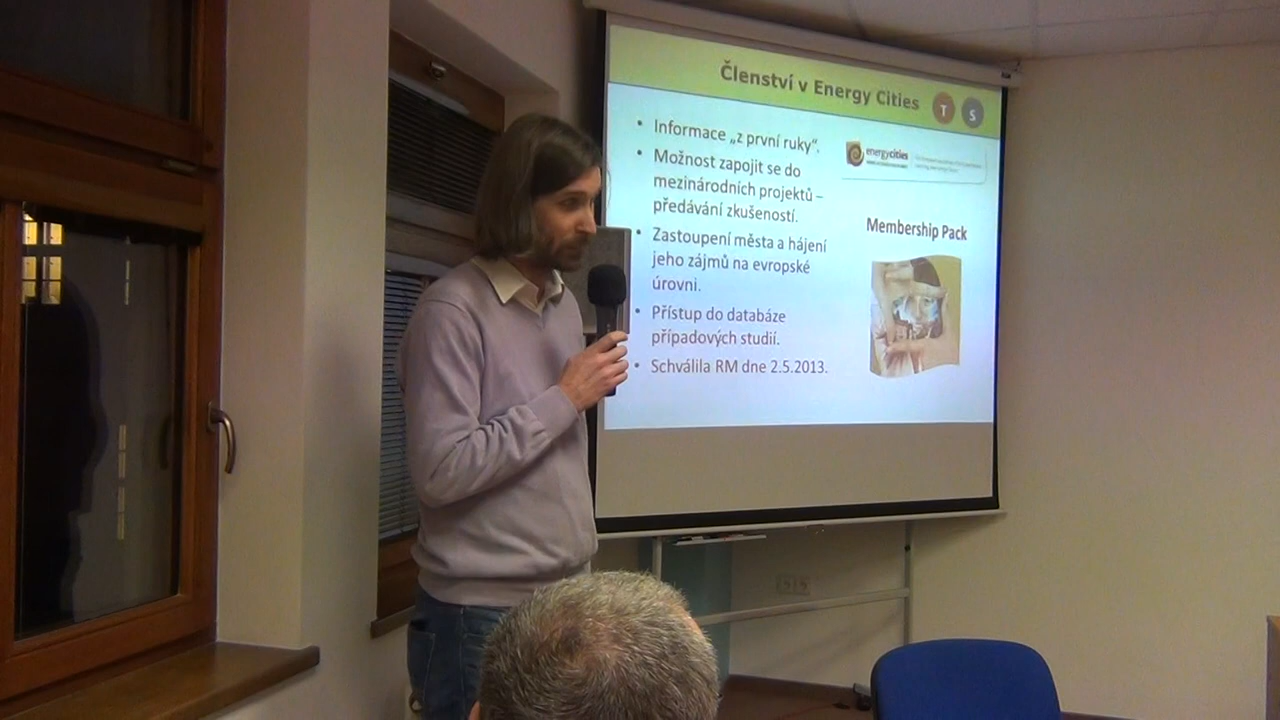 Členství v Energy Cities
T S
• Informace „z první ruky“.
• Možnost zapojit se do
mezinárodních projektů –
předávání zkušeností.
• Zastoupení města a hájení
jeho zájmů na evropské
úrovni.
• Přístup do databáze
případových studií.
• Schválila RM dne 2.5.2013.
energycities
Membership Pack